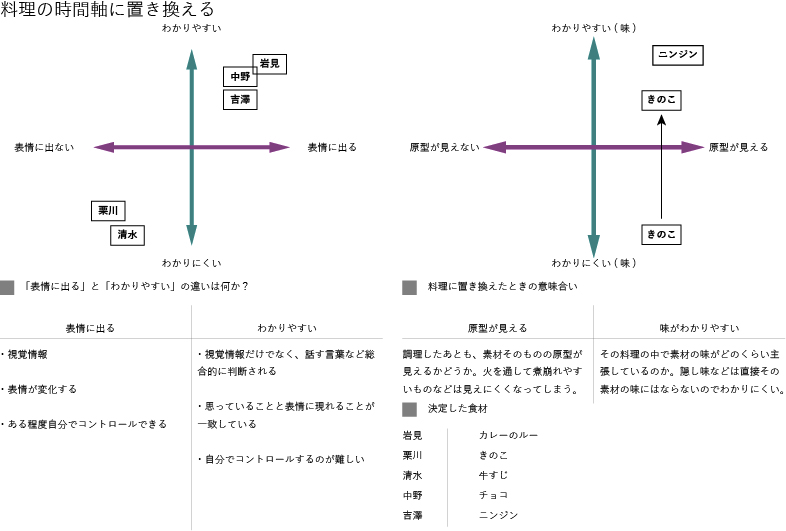 料理の時間軸に置き換える
わかりやすい
岩見
中野
吉澤
表情に出ない
表情に出る
栗川
清水
わかりにくい
わかりやすい（味）
ニンジン
きのこ
原型が見えない
原型が見える
きのこ
わかりにくい（味）
「表情に出る」と「わかりやすい」の違いは何か？
表情に出る
わかりやすい
・視覚情報
・表情が変化する
・ある程度自分でコントロールできる
・視覚情報だけでなく、話す言葉など総
合的に判断される
・思っていることと表情に現れることが
一致している
・自分でコントロールするのが難しい
料理に置き換えたときの意味合い
原型が見える
味がわかりやすい
調理したあとも、素材そのものの原型が
見えるかどうか。火を通して煮崩れやす
いものなどは見えにくくなってしまう。
その料理の中で素材の味がどのくらい主
張しているのか。隠し味などは直接その
素材の味にはならないのでわかりにくい。
決定した食材
岩見 カレーのルー
栗川 きのこ
清水 牛すじ
中野 チョコ
吉澤 ニンジン